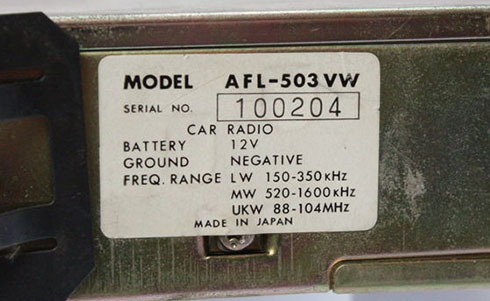 MODEL AFL-503VW
SERIAL NO. 100204
CAR RADIO
BATTERY 12V
GROUND NEGATIVE
FREQ. RANGE LW 150-350KHz
MW 520-1600KHz
UKW 88-104MHz
MADE IN JAPAN